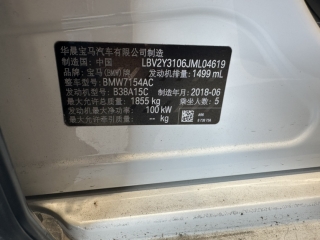 华晨宝马汽车有限公司制造
制造国：中国 LBV2Y3106JML04619
品牌：宝马(BMW)牌 发动机排量：1499 mL
整车型号：BMW7154AC
发动机型号：B38A15C 制造年月：2018-06
最大允许总质量：1855 kg 乘坐人数：5
发动机最大净功率：100 kW
最大允许牵引质量：-- kg